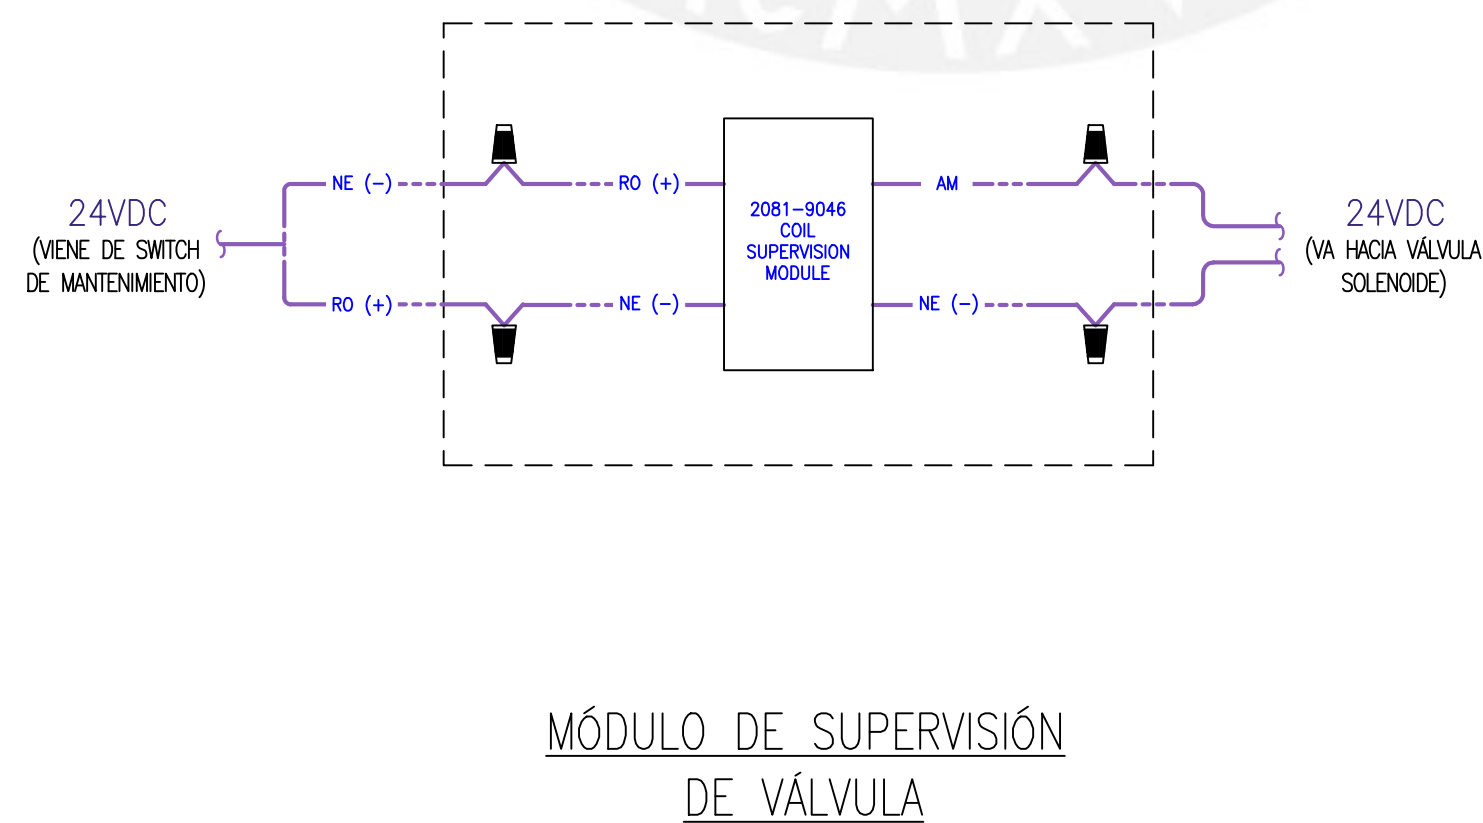 NE (-)
RO (+)
AM
24VDC
(VIENE DE SWITCH
DE MANTENIMIENTO)
2081-9046
COIL
SUPERVISION
MODULE
24VDC
(VA HACIA VÁLVULA
SOLENOIDE)
RO (+)
NE (-)
NE (-)
MÓDULO DE SUPERVISIÓN
DE VÁLVULA